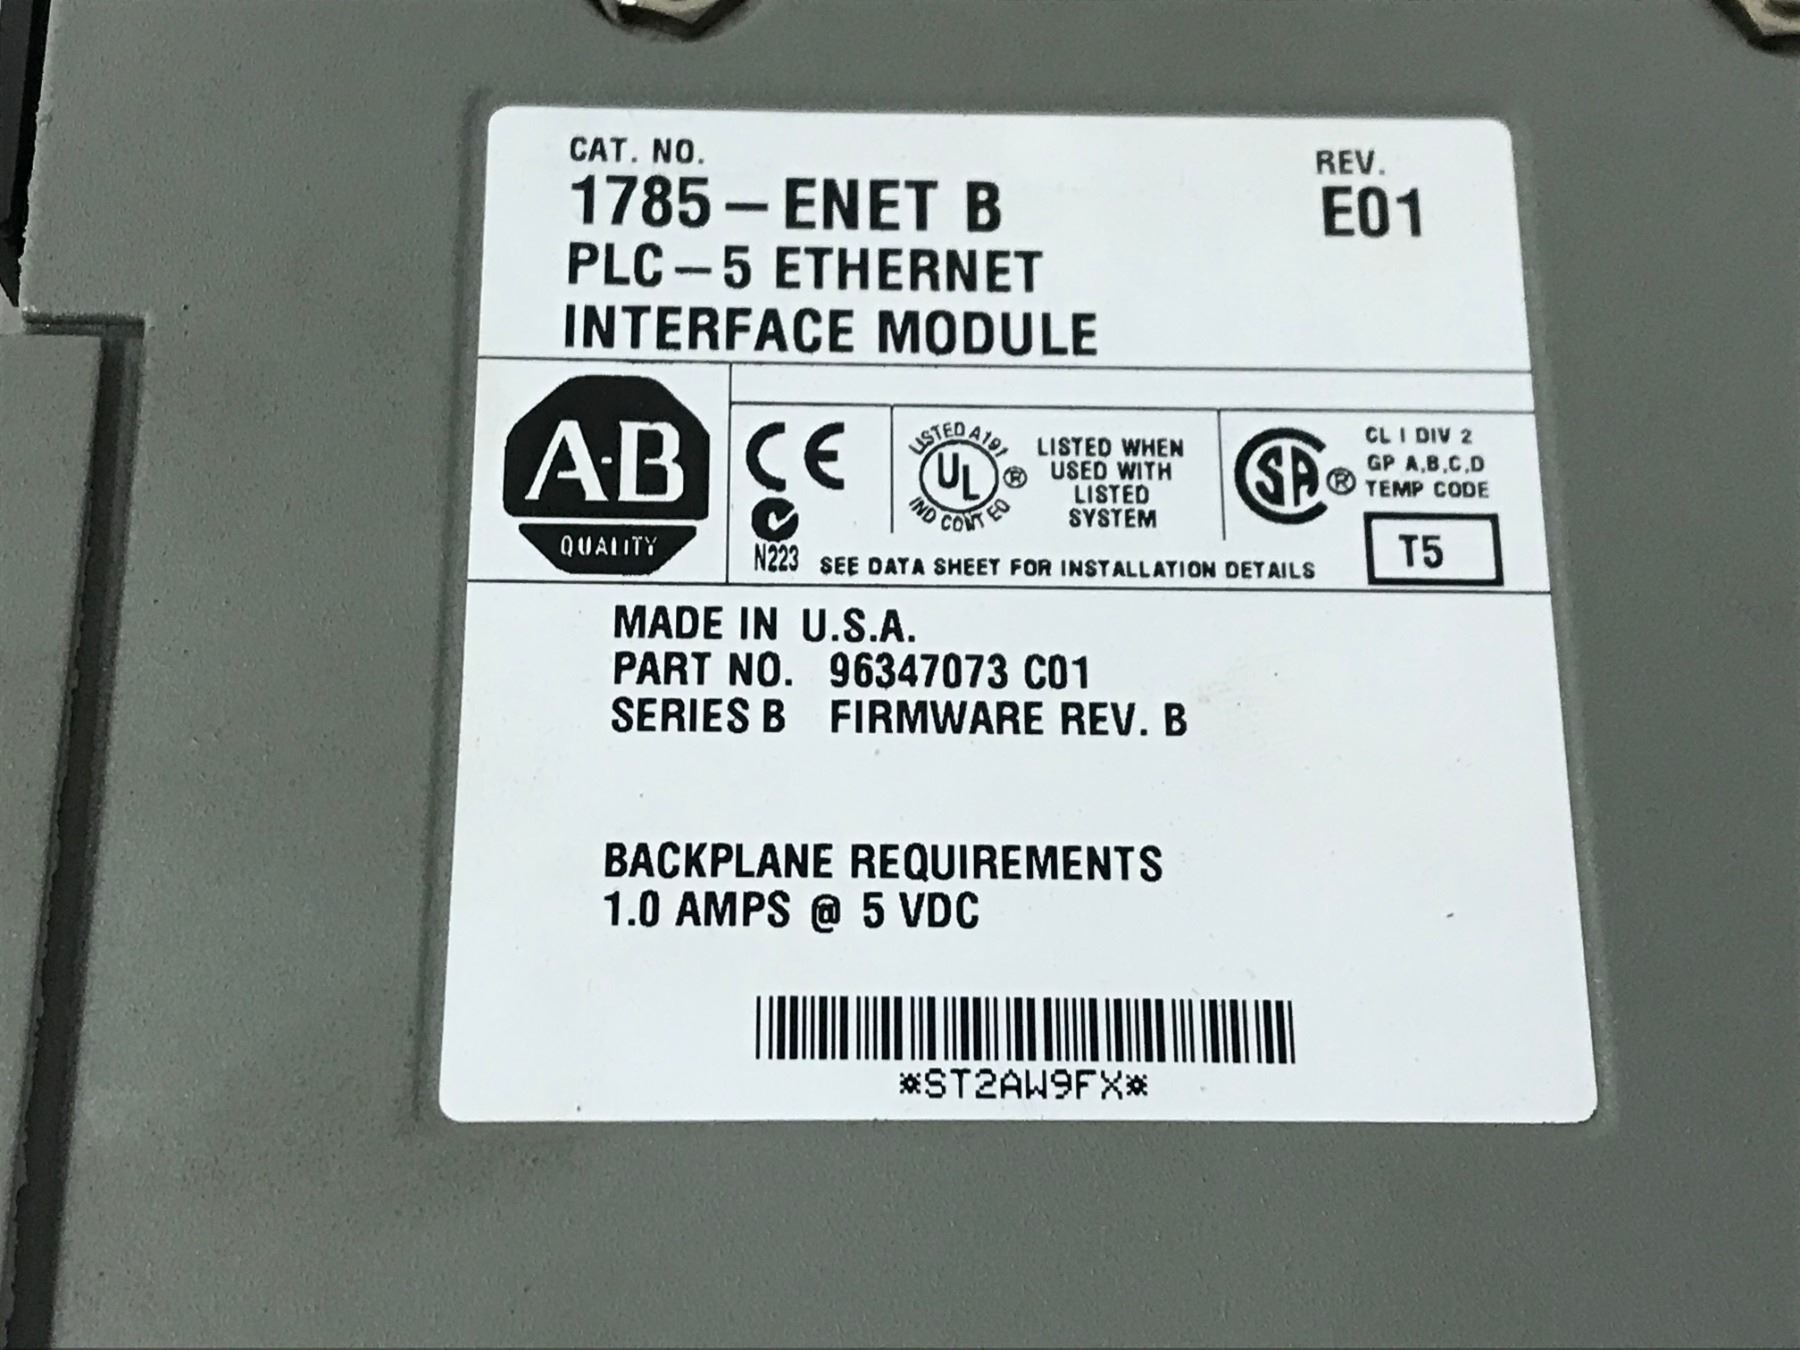 CAT. NO.
REV.
1785-ENET B
E01
PLC-5 ETHERNET
INTERFACE MODULE
A·B
QUALITY
CE
N223
LISTED A191
UL ®
IND CONT EQ
LISTED WHEN
USED WITH
LISTED
SYSTEM
SA ®
CL I DIV 2
GP A,B,C,D
TEMP CODE
T5
SEE DATA SHEET FOR INSTALLATION DETAILS
MADE IN U.S.A.
PART NO. 96347073 C01
SERIES B FIRMWARE REV. B
BACKPLANE REQUIREMENTS
1.0 AMPS @ 5 VDC
*ST2AW9FX*